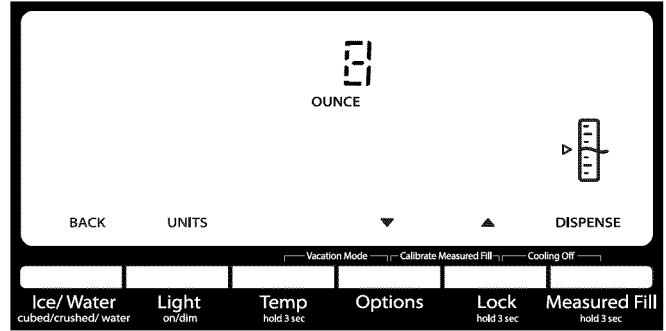 8
OUNCE
BACK UNITS ▼ ▲ DISPENSE
Vacation Mode Calibrate Measured Fill Cooling Off
Ice/ Water Light Temp Options Lock Measured Fill
cubed/crushed/ water on/dim hold 3 sec hold 3 sec hold 3 sec